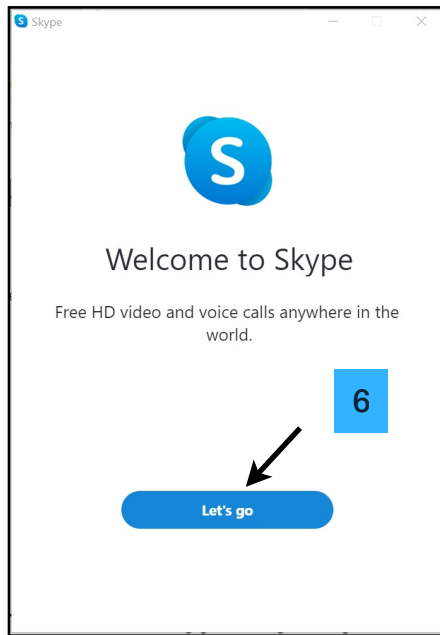 Skype
S
Welcome to Skype
Free HD video and voice calls anywhere in the
world.
6
Let's go